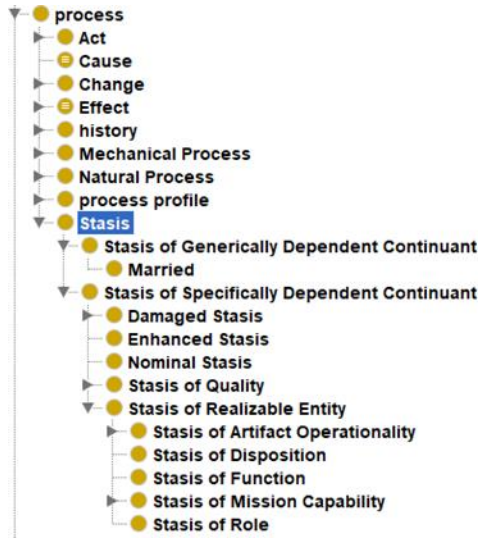 process
Act
Cause
Change
Effect
history
Mechanical Process
Natural Process
process profile
Stasis
Stasis of Generically Dependent Continuant
Married
Stasis of Specifically Dependent Continuant
Damaged Stasis
Enhanced Stasis
Nominal Stasis
Stasis of Quality
Stasis of Realizable Entity
Stasis of Artifact Operationality
Stasis of Disposition
Stasis of Function
Stasis of Mission Capability
Stasis of Role